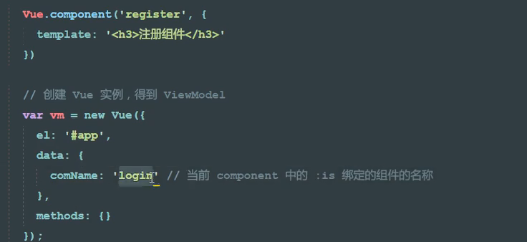 Vue.component('register', {
template: '<h3>注册组件</h3>'
})
// 创建 Vue 实例，得到 ViewModel
var vm = new Vue({
el: '#app',
data: {
comName: 'login' // 当前 component 中的 :is 绑定的组件的名称
},
methods: {}
});